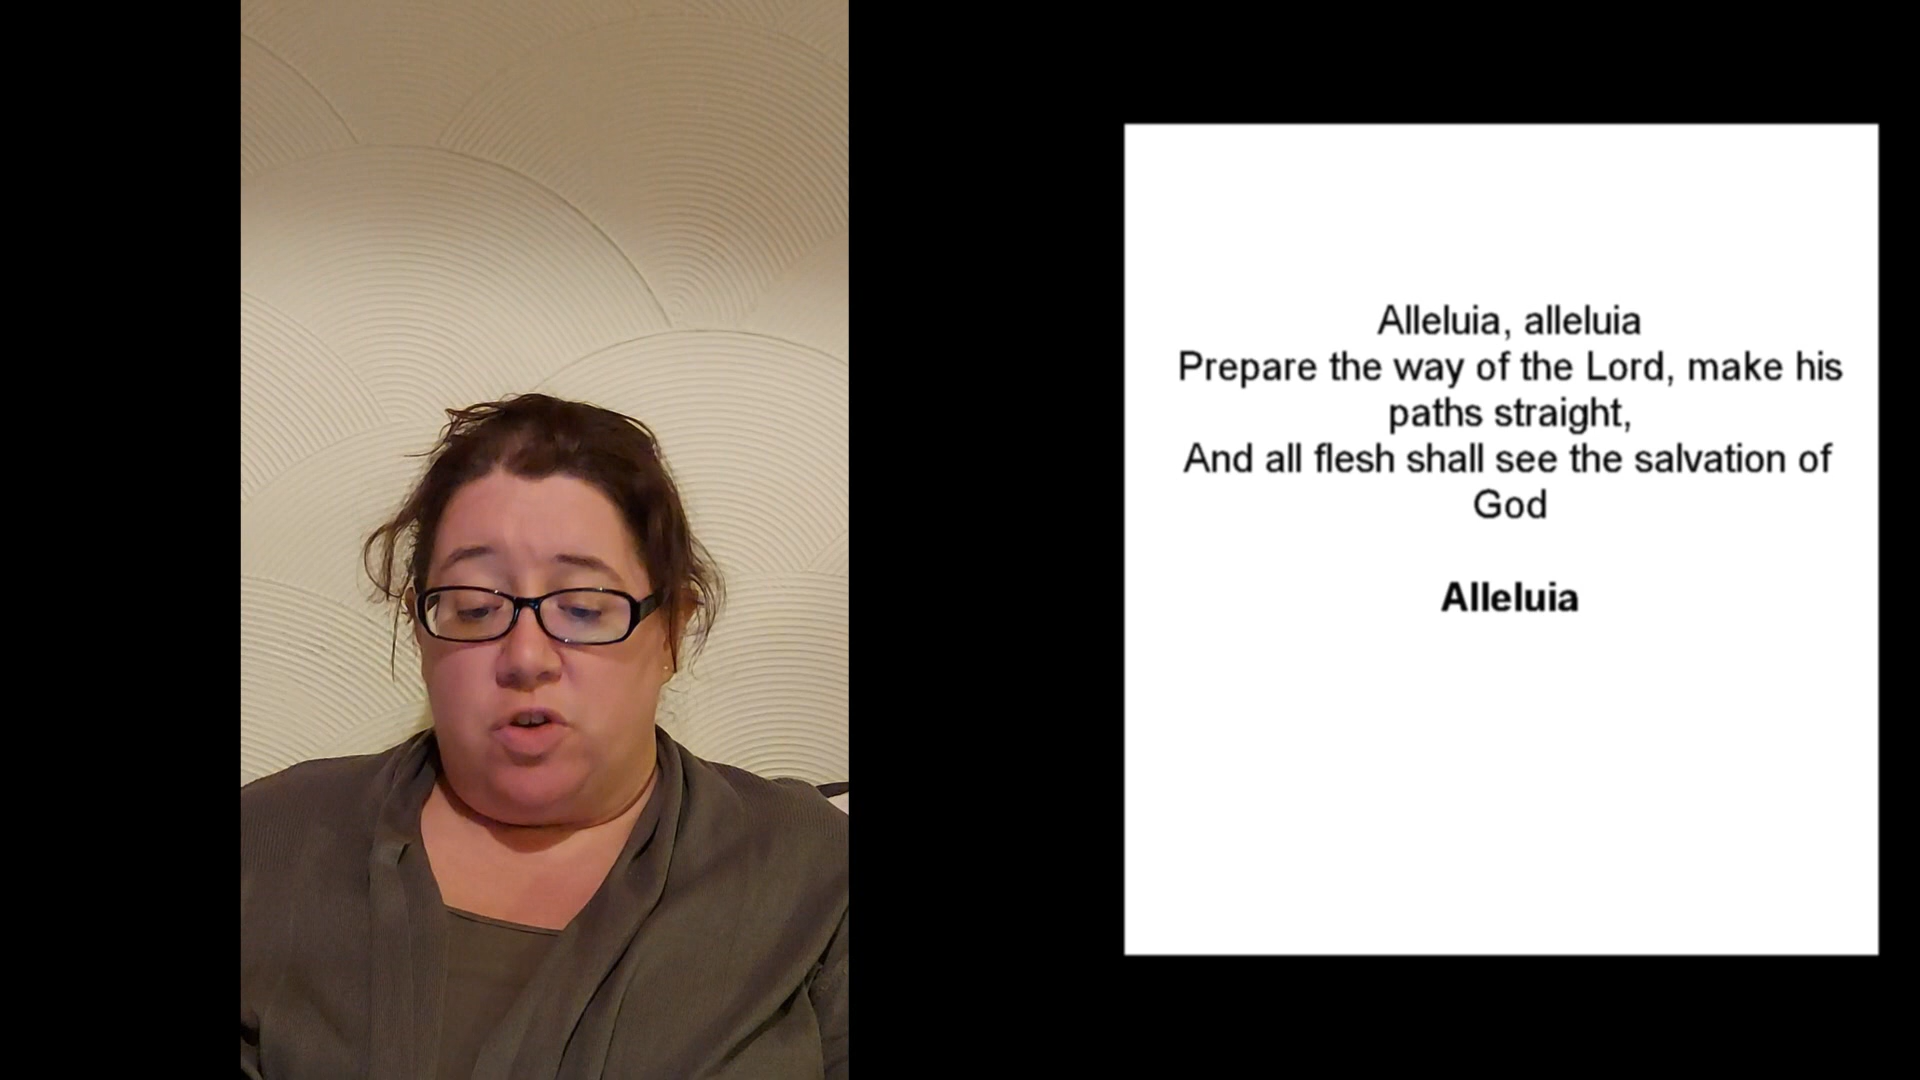 Alleluia, alleluia
Prepare the way of the Lord, make his
paths straight,
And all flesh shall see the salvation of
God
Alleluia